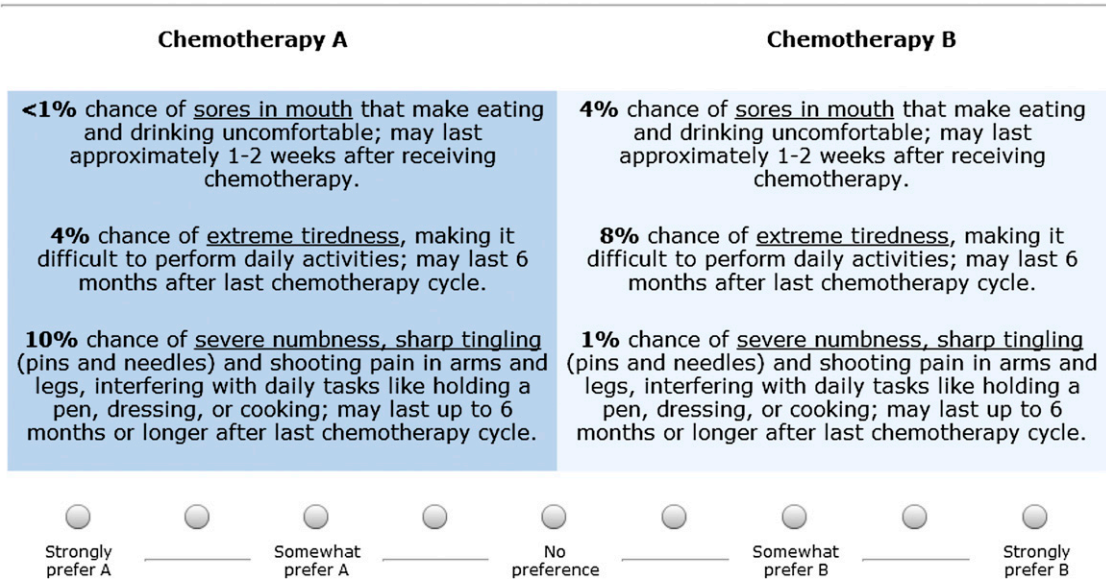 Chemotherapy A
<1% chance of sores in mouth that make eating
and drinking uncomfortable; may last
approximately 1-2 weeks after receiving
chemotherapy.
4% chance of extreme tiredness, making it
difficult to perform daily activities; may last 6
months after last chemotherapy cycle.
10% chance of severe numbness, sharp tingling
(pins and needles) and shooting pain in arms and
legs, interfering with daily tasks like holding a
pen, dressing, or cooking; may last up to 6
months or longer after last chemotherapy cycle.
Chemotherapy B
4% chance of sores in mouth that make eating
and drinking uncomfortable; may last
approximately 1-2 weeks after receiving
chemotherapy.
8% chance of extreme tiredness, making it
difficult to perform daily activities; may last 6
months after last chemotherapy cycle.
1% chance of severe numbness, sharp tingling
(pins and needles) and shooting pain in arms and
legs, interfering with daily tasks like holding a
pen, dressing, or cooking; may last up to 6
months or longer after last chemotherapy cycle.
Strongly
prefer A
Somewhat
prefer A
No
preference
Somewhat
prefer B
Strongly
prefer B